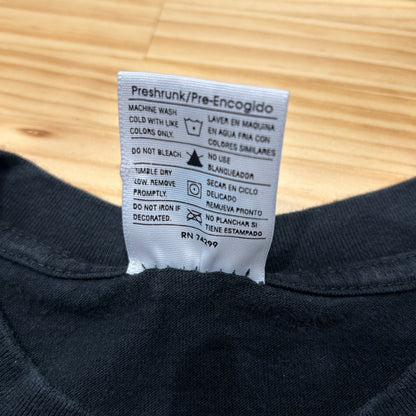 Preshrunk/Pre-Encogido
MACHINE WASH
COLD WITH LIKE
COLORS ONLY.
LAVER EN MAQUINA
EN AGUA FRIA CON
COLORES SIMILARES
DO NOT BLEACH
NO USE
BLANQUEADOR
TUMBLE DRY
LOW. REMOVE
PROMPTLY.
SECAR EN CICLO
DELICADO
REMUEVA PRONTO
DO NOT IRON IF
DECORATED.
NO PLANCHAR SI
TIENE ESTAMPADO
RN 74299